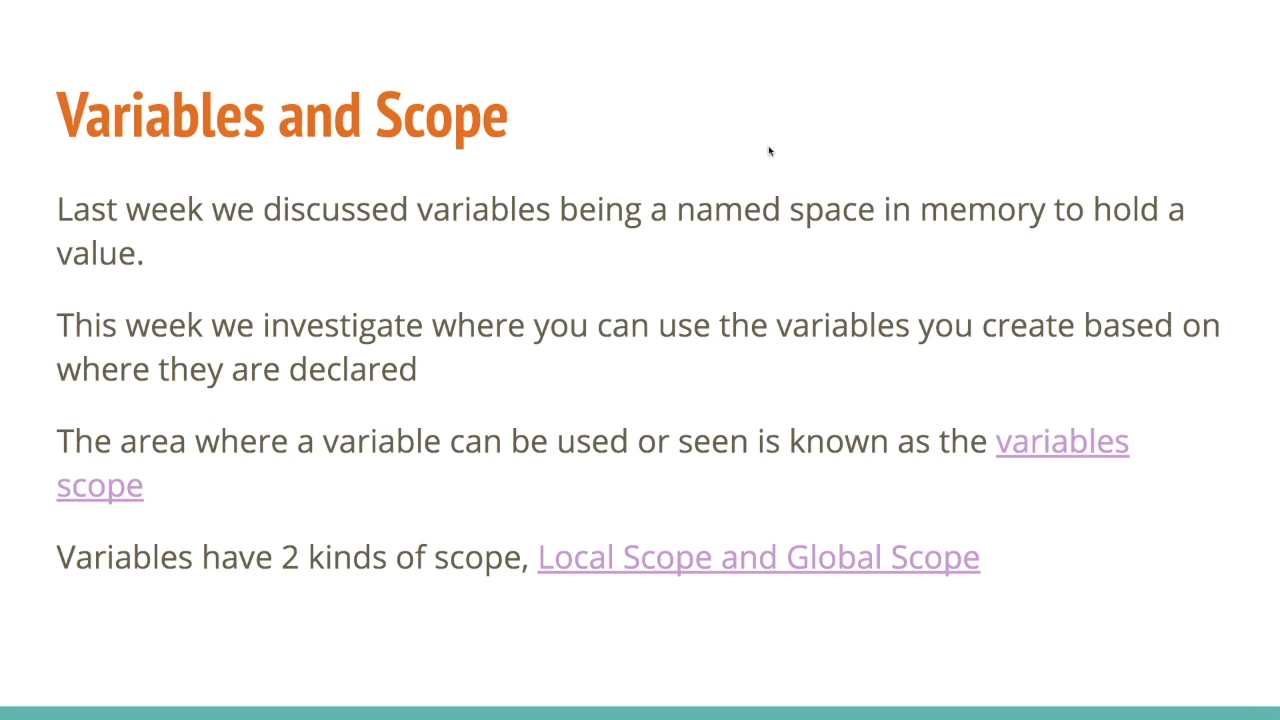 Variables and Scope
Last week we discussed variables being a named space in memory to hold a
value.
This week we investigate where you can use the variables you create based on
where they are declared
The area where a variable can be used or seen is known as the variables
scope
Variables have 2 kinds of scope, Local Scope and Global Scope